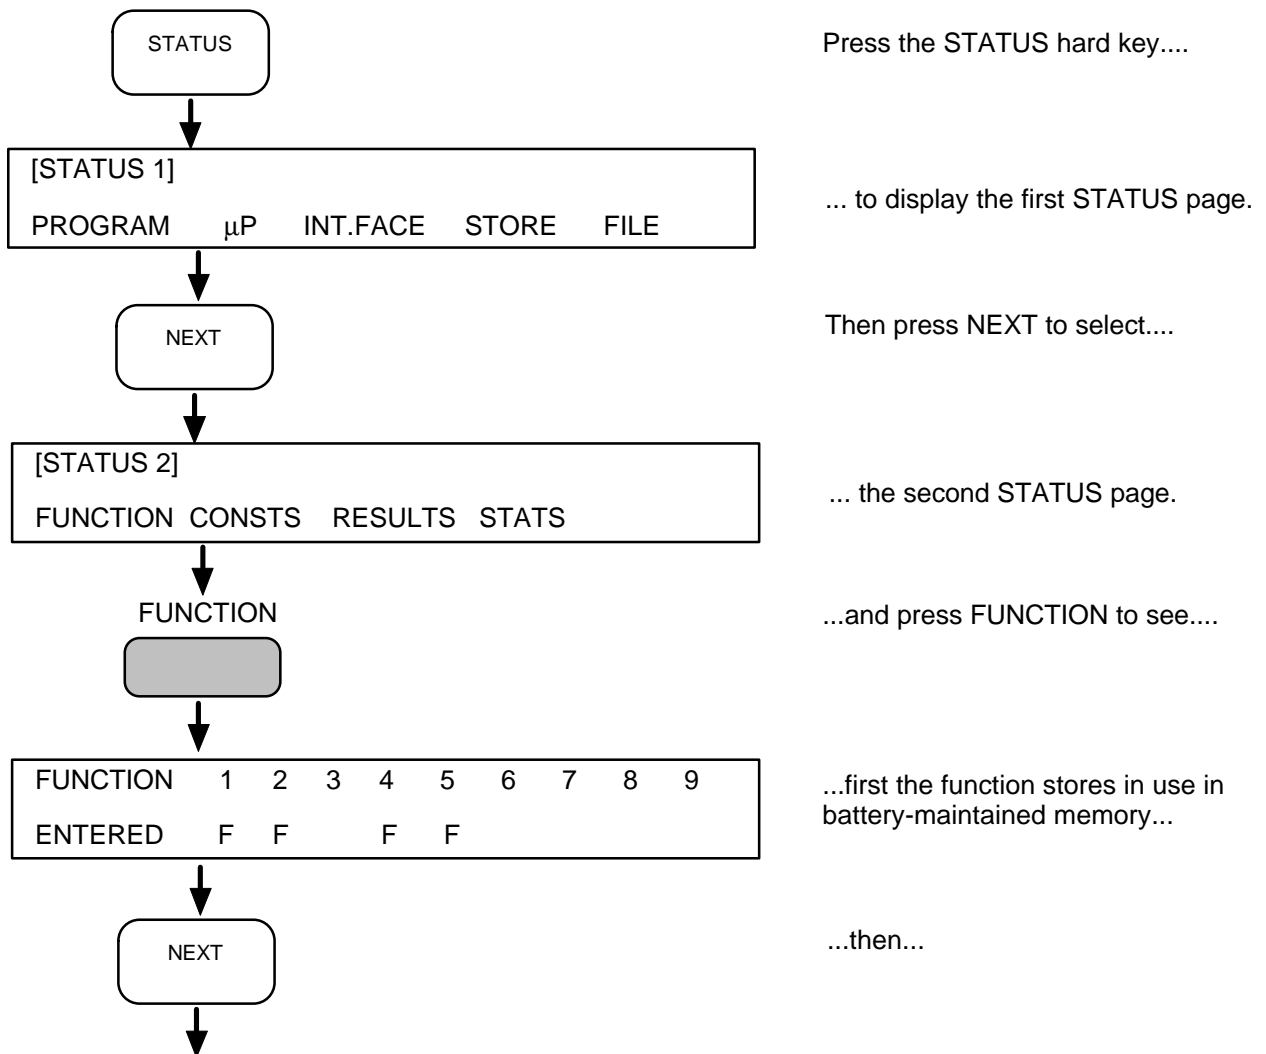 STATUS
Press the STATUS hard key....
[STATUS 1]
PROGRAM µP INT.FACE STORE FILE
... to display the first STATUS page.
NEXT
Then press NEXT to select....
[STATUS 2]
FUNCTION CONSTS RESULTS STATS
... the second STATUS page.
FUNCTION
...and press FUNCTION to see....
FUNCTION 1 2 3 4 5 6 7 8 9
ENTERED F F F F
...first the function stores in use in
battery-maintained memory...
NEXT
...then...